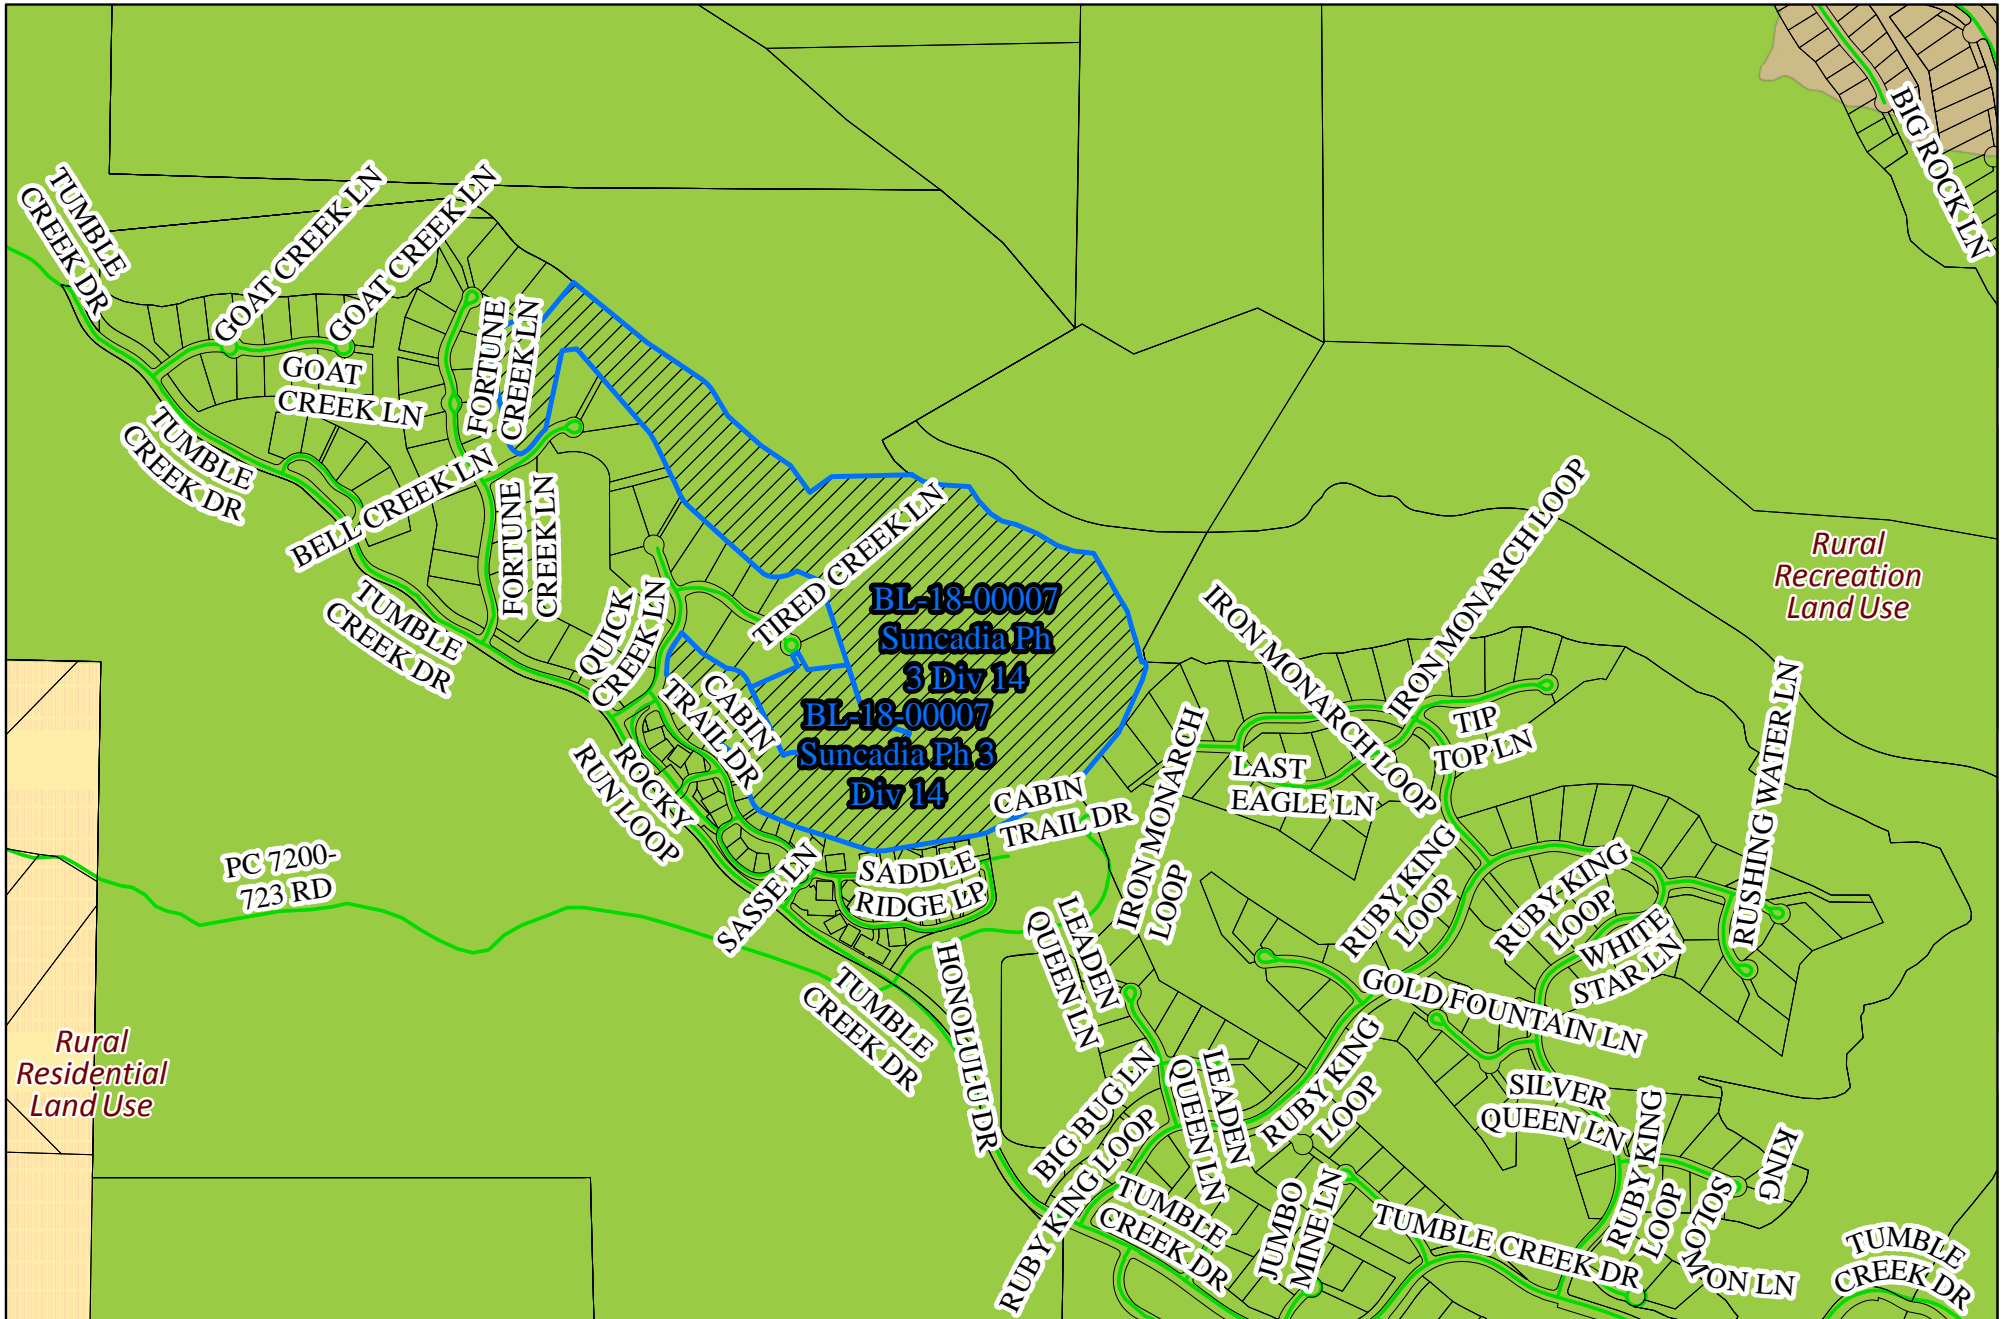 BIG ROCK LN
TUMBLE
CREEK DR
GOAT CREEK LN
GOAT CREEK LN
GOAT
CREEK LN
FORTUNE
CREEK LN
TUMBLE
CREEK DR
BELL CREEK LN
FORTUNE
CREEK LN
TIRED CREEK LN
TUMBLE
CREEK DR
QUICK
CREEK LN
BL-18-00007
Suncadia Ph
3 Div 14
BL-18-00007
Suncadia Ph 3
Div 14
CABIN
TRAIL DR
ROCKY
RUN LOOP
CABIN
TRAIL DR
SADDLE
RIDGE LP
SASSE LN
PC 7200-
723 RD
TUMBLE
CREEK DR
HONOLULU DR
Rural
Recreation
Land Use
IRON MONARCH LOOP
IRON MONARCH LOOP
TIP
TOP LN
LAST
EAGLE LN
IRON MONARCH
LOOP
RUSHING WATER LN
RUBY KING
LOOP
RUBY KING
LOOP
WHITE
STAR LN
LEADEN
QUEEN LN
GOLD FOUNTAIN LN
Rural
Residential
Land Use
BIG BUG LN
LEADEN
QUEEN LN
RUBY KING
LOOP
SILVER
QUEEN LN
RUBY KING
LOOP
KING
SOLOMON LN
RUBY KING LOOP
TUMBLE
CREEK DR
JUMBO
MINE LN
TUMBLE CREEK DR
TUMBLE
CREEK DR